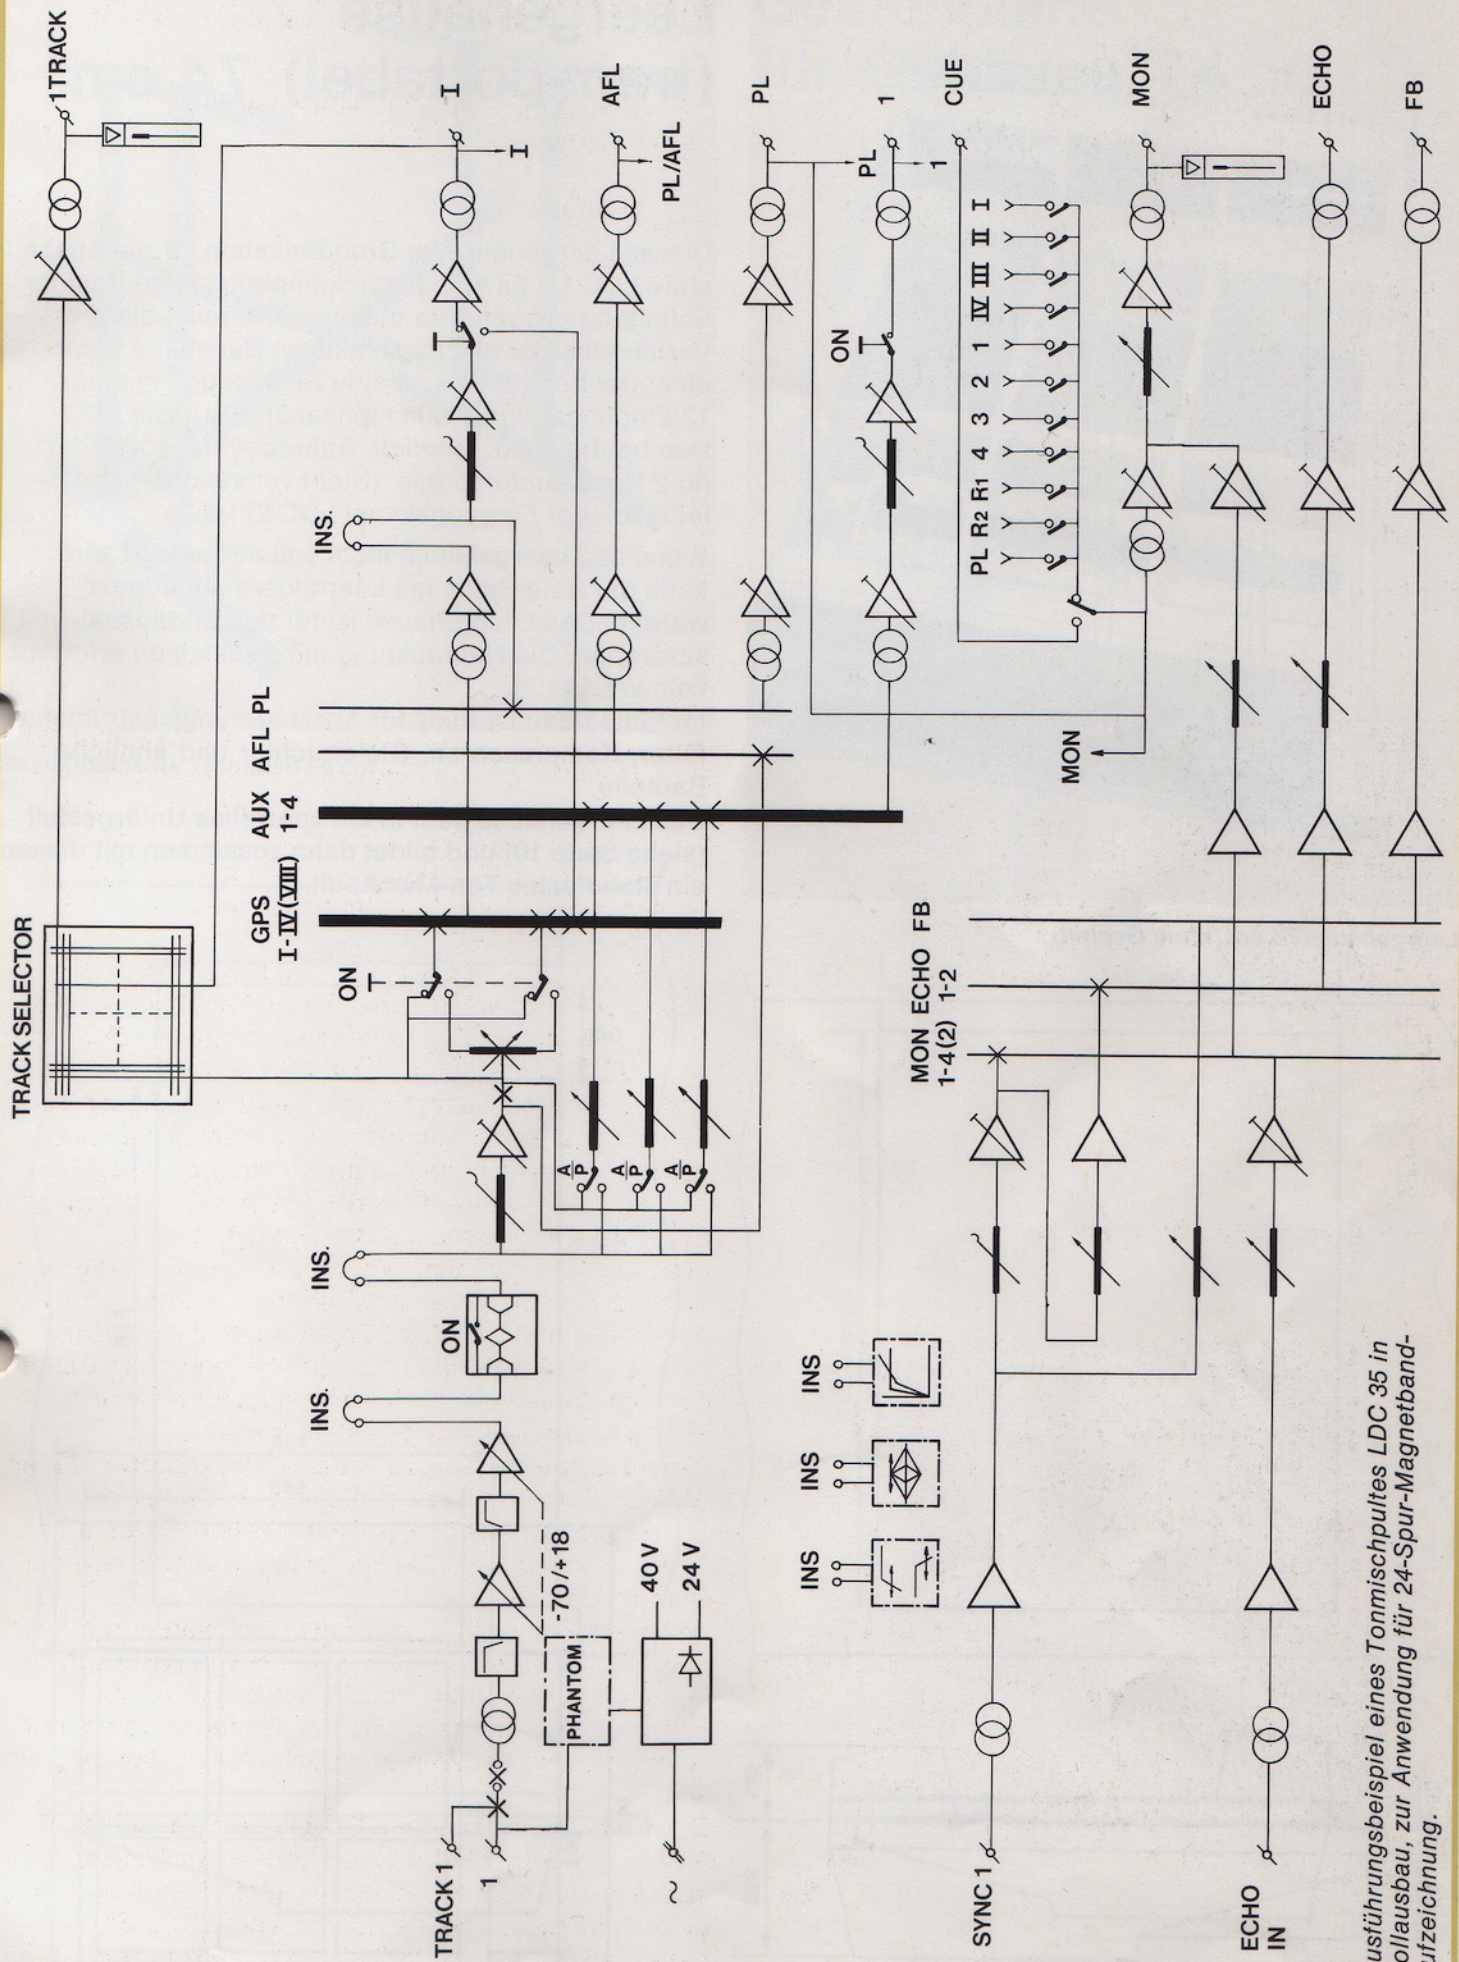 TRACK SELECTOR
1TRACK
I
I
AFL
PL/AFL
PL
PL
1
1
CUE
MON
ECHO
FB
GPS AUX AFL PL
I-IV(VIII) 1-4
ON
INS.
ON
PL R2 R1 4 3 2 1 IV III II I
MON
MON ECHO FB
1-4(2) 1-2
A/P
A/P
A/P
INS.
ON
INS.
-70/+18
PHANTOM
40 V
24 V
TRACK 1
1
~
INS
INS
INS
SYNC 1
ECHO
IN
usführungsbeispiel eines Tonmischpultes LDC 35 in
ollausbau, zur Anwendung für 24-Spur-Magnetband-
ufzeichnung.